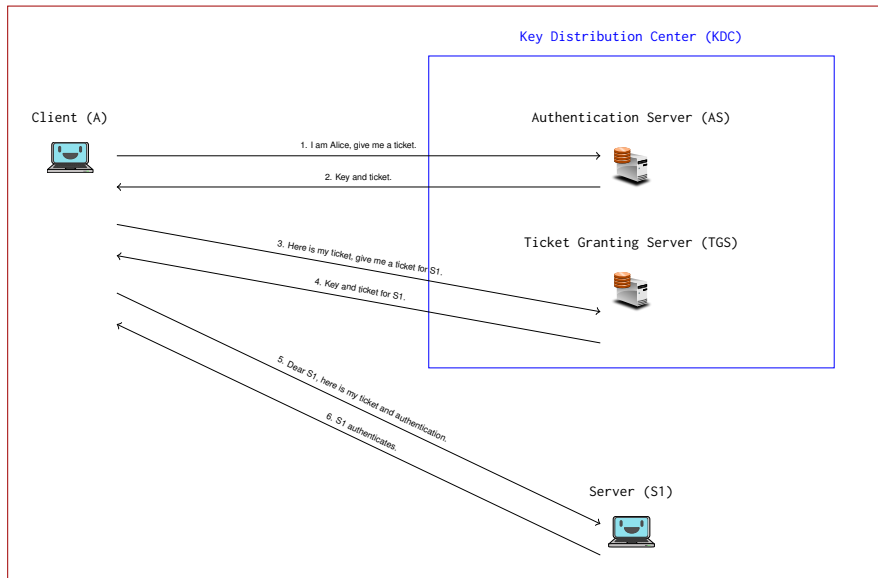 Key Distribution Center (KDC)
Client (A)
Authentication Server (AS)
1. I am Alice, give me a ticket.
2. Key and ticket.
Ticket Granting Server (TGS)
3. Here is my ticket, give me a ticket for S1.
4. Key and ticket for S1.
5. Dear S1, here is my ticket and authentication.
6. S1 authenticates.
Server (S1)